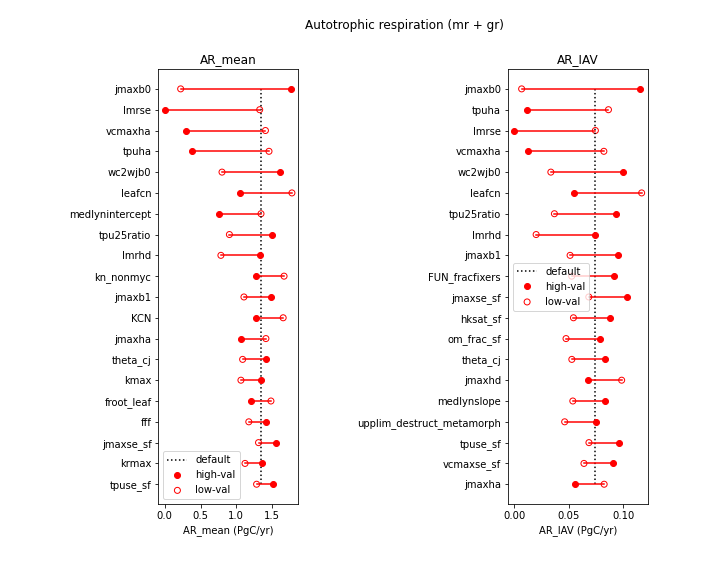 Autotrophic respiration (mr + gr)
AR_mean
jmaxb0
lmrse
vcmaxha
tpuha
wc2wjb0
leafcn
medlynintercept
tpu25ratio
lmrhd
kn_nonmyc
jmaxb1
KCN
jmaxha
theta_cj
kmax
froot_leaf
fff
jmaxse_sf
krmax
tpuse_sf
default
high-val
low-val
0.0 0.5 1.0 1.5
AR_mean (PgC/yr)
AR_IAV
jmaxb0
tpuha
lmrse
vcmaxha
wc2wjb0
leafcn
tpu25ratio
lmrhd
jmaxb1
FUN_fracfixers
jmaxse_sf
hksat_sf
om_frac_sf
theta_cj
jmaxhd
medlynslope
upplim_destruct_metamorph
tpuse_sf
vcmaxse_sf
jmaxha
default
high-val
low-val
0.00 0.05 0.10
AR_IAV (PgC/yr)